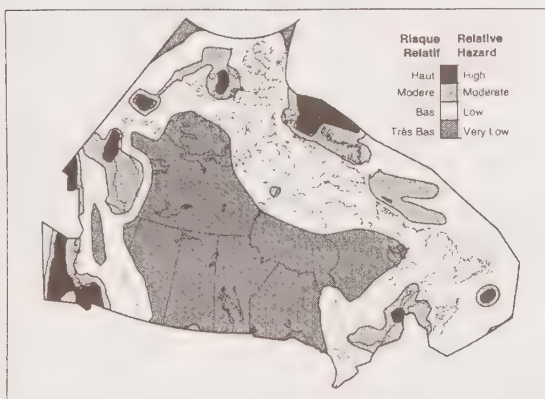 Risque Relative
Relatif Hazard
Haut High
Modere Moderate
Bas Low
Très Bas Very Low